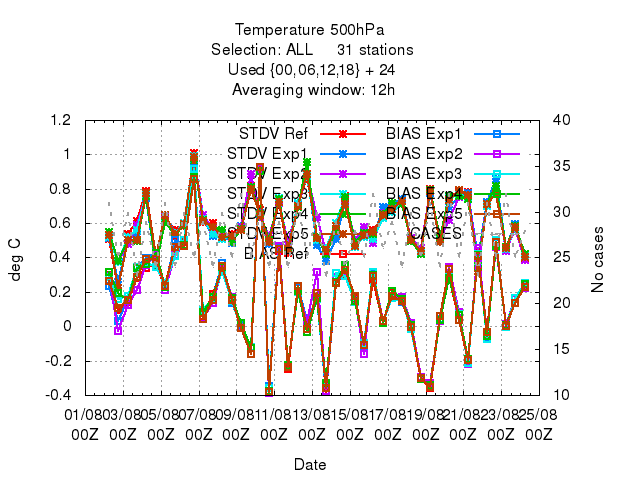 Temperature 500hPa
Selection: ALL 31 stations
Used {00,06,12,18} + 24
Averaging window: 12h
1.2
1
0.8
0.6
0.4
0.2
0
-0.2
-0.4
deg C
40
35
30
25
20
15
10
No cases
STDV Ref
STDV Exp1
STDV Exp2
STDV Exp3
STDV Exp4
STDV Exp5
BIAS Ref
BIAS Exp1
BIAS Exp2
BIAS Exp3
BIAS Exp4
BIAS Exp5
CASES
01/08 03/08 05/08 07/08 09/08 11/08 13/08 15/08 17/08 19/08 21/08 23/08 25/08
00Z 00Z 00Z 00Z 00Z 00Z 00Z 00Z 00Z 00Z 00Z 00Z 00Z
Date